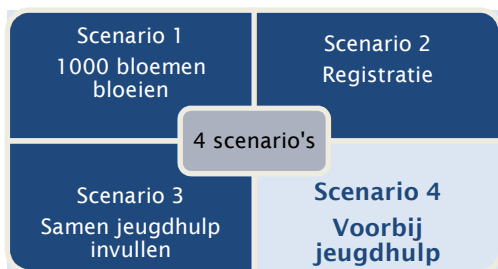 Scenario 1
1000 bloemen
bloeien
Scenario 2
Registratie
4 scenario's
Scenario 3
Samen jeugdhulp
invullen
Scenario 4
Voorbij
jeugdhulp